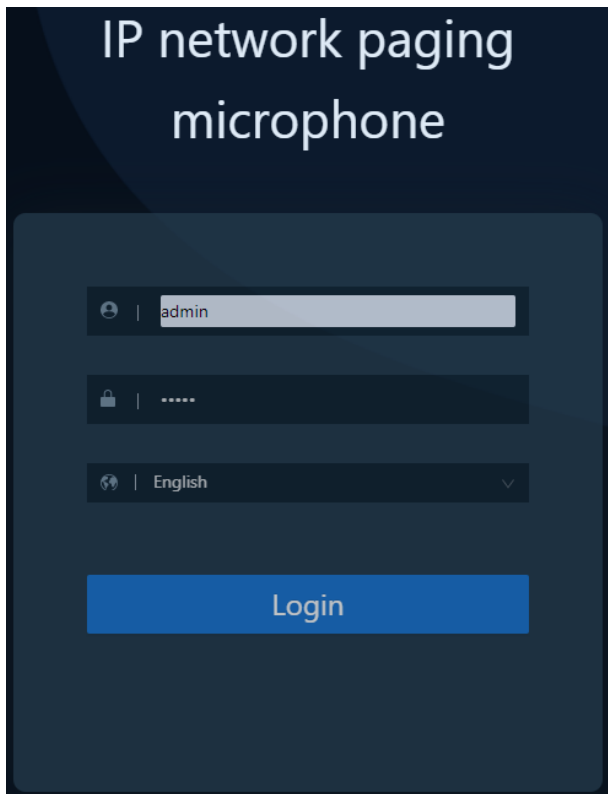 IP network paging
microphone
admin
•••••
English
Login